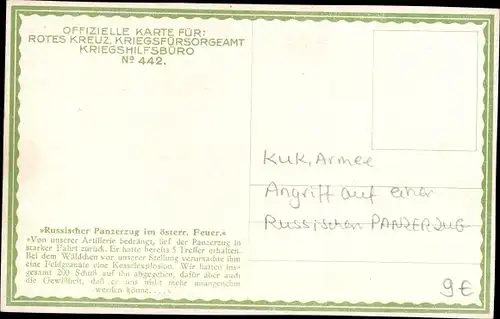 OFFIZIELLE KARTE FÜR:
ROTES KREUZ, KRIEGSFÜRSORGEAMT
KRIEGSHILFSBÜRO
Nº 442.
KuK, Armee
Angriff auf einen
Russischen PANZERZUG
»Russischer Panzerzug im österr. Feuer.«
»Von unserer Artillerie bedrängt, lief der Panzerzug in
starker Fahrt zurück. Er hatte bereits 5 Treffer erhalten.
Bei dem Wäldchen vor unserer Stellung verursachte ihm
eine Feldgranate eine Kesselexplosion. Wir hatten ins-
gesamt 200 Schuß auf ihn abgegeben, dafür aber auch
die Gewißheit, daß er uns nicht mehr unangenehm
werden könne. . . .«
9€